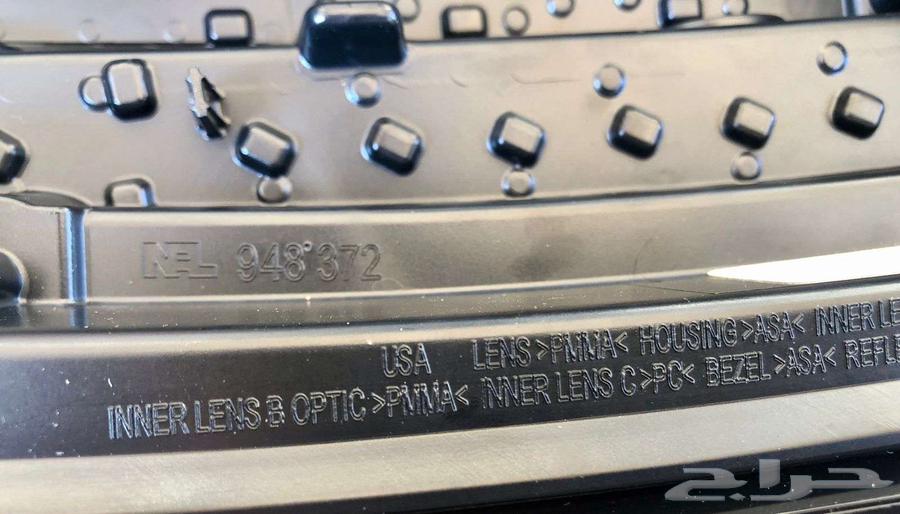 NAL 948°372
USA LENS >PMMA< HOUSING >ASA< INNER LE
INNER LENS B OPTIC >PMMA< INNER LENS C >PC< BEZEL >ASA< REFLE
حراج